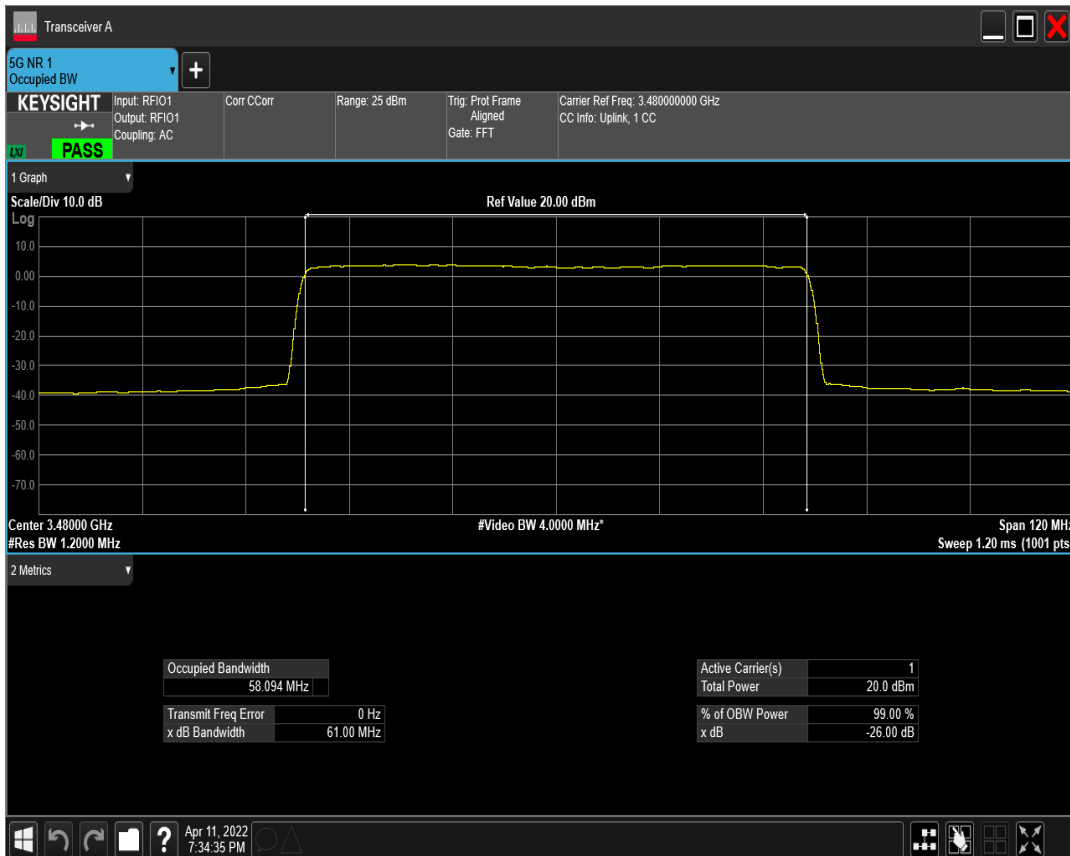 Transceiver A
5G NR 1
Occupied BW
+
KEYSIGHT
LXI
PASS
Input: RFIO1
Output: RFIO1
Coupling: AC
Corr CCorr
Range: 25 dBm
Trig: Prot Frame
Aligned
Gate: FFT
Carrier Ref Freq: 3.480000000 GHz
CC Info: Uplink, 1 CC
1 Graph
Scale/Div 10.0 dB
Ref Value 20.00 dBm
Log
10.0
0.00
-10.0
-20.0
-30.0
-40.0
-50.0
-60.0
-70.0
Center 3.48000 GHz
#Video BW 4.0000 MHz*
Span 120 MHz
#Res BW 1.2000 MHz
Sweep 1.20 ms (1001 pts
2 Metrics
Occupied Bandwidth
58.094 MHz
Transmit Freq Error 0 Hz
x dB Bandwidth 61.00 MHz
Active Carrier(s) 1
Total Power 20.0 dBm
% of OBW Power 99.00 %
x dB -26.00 dB
?
Apr 11, 2022
7:34:35 PM